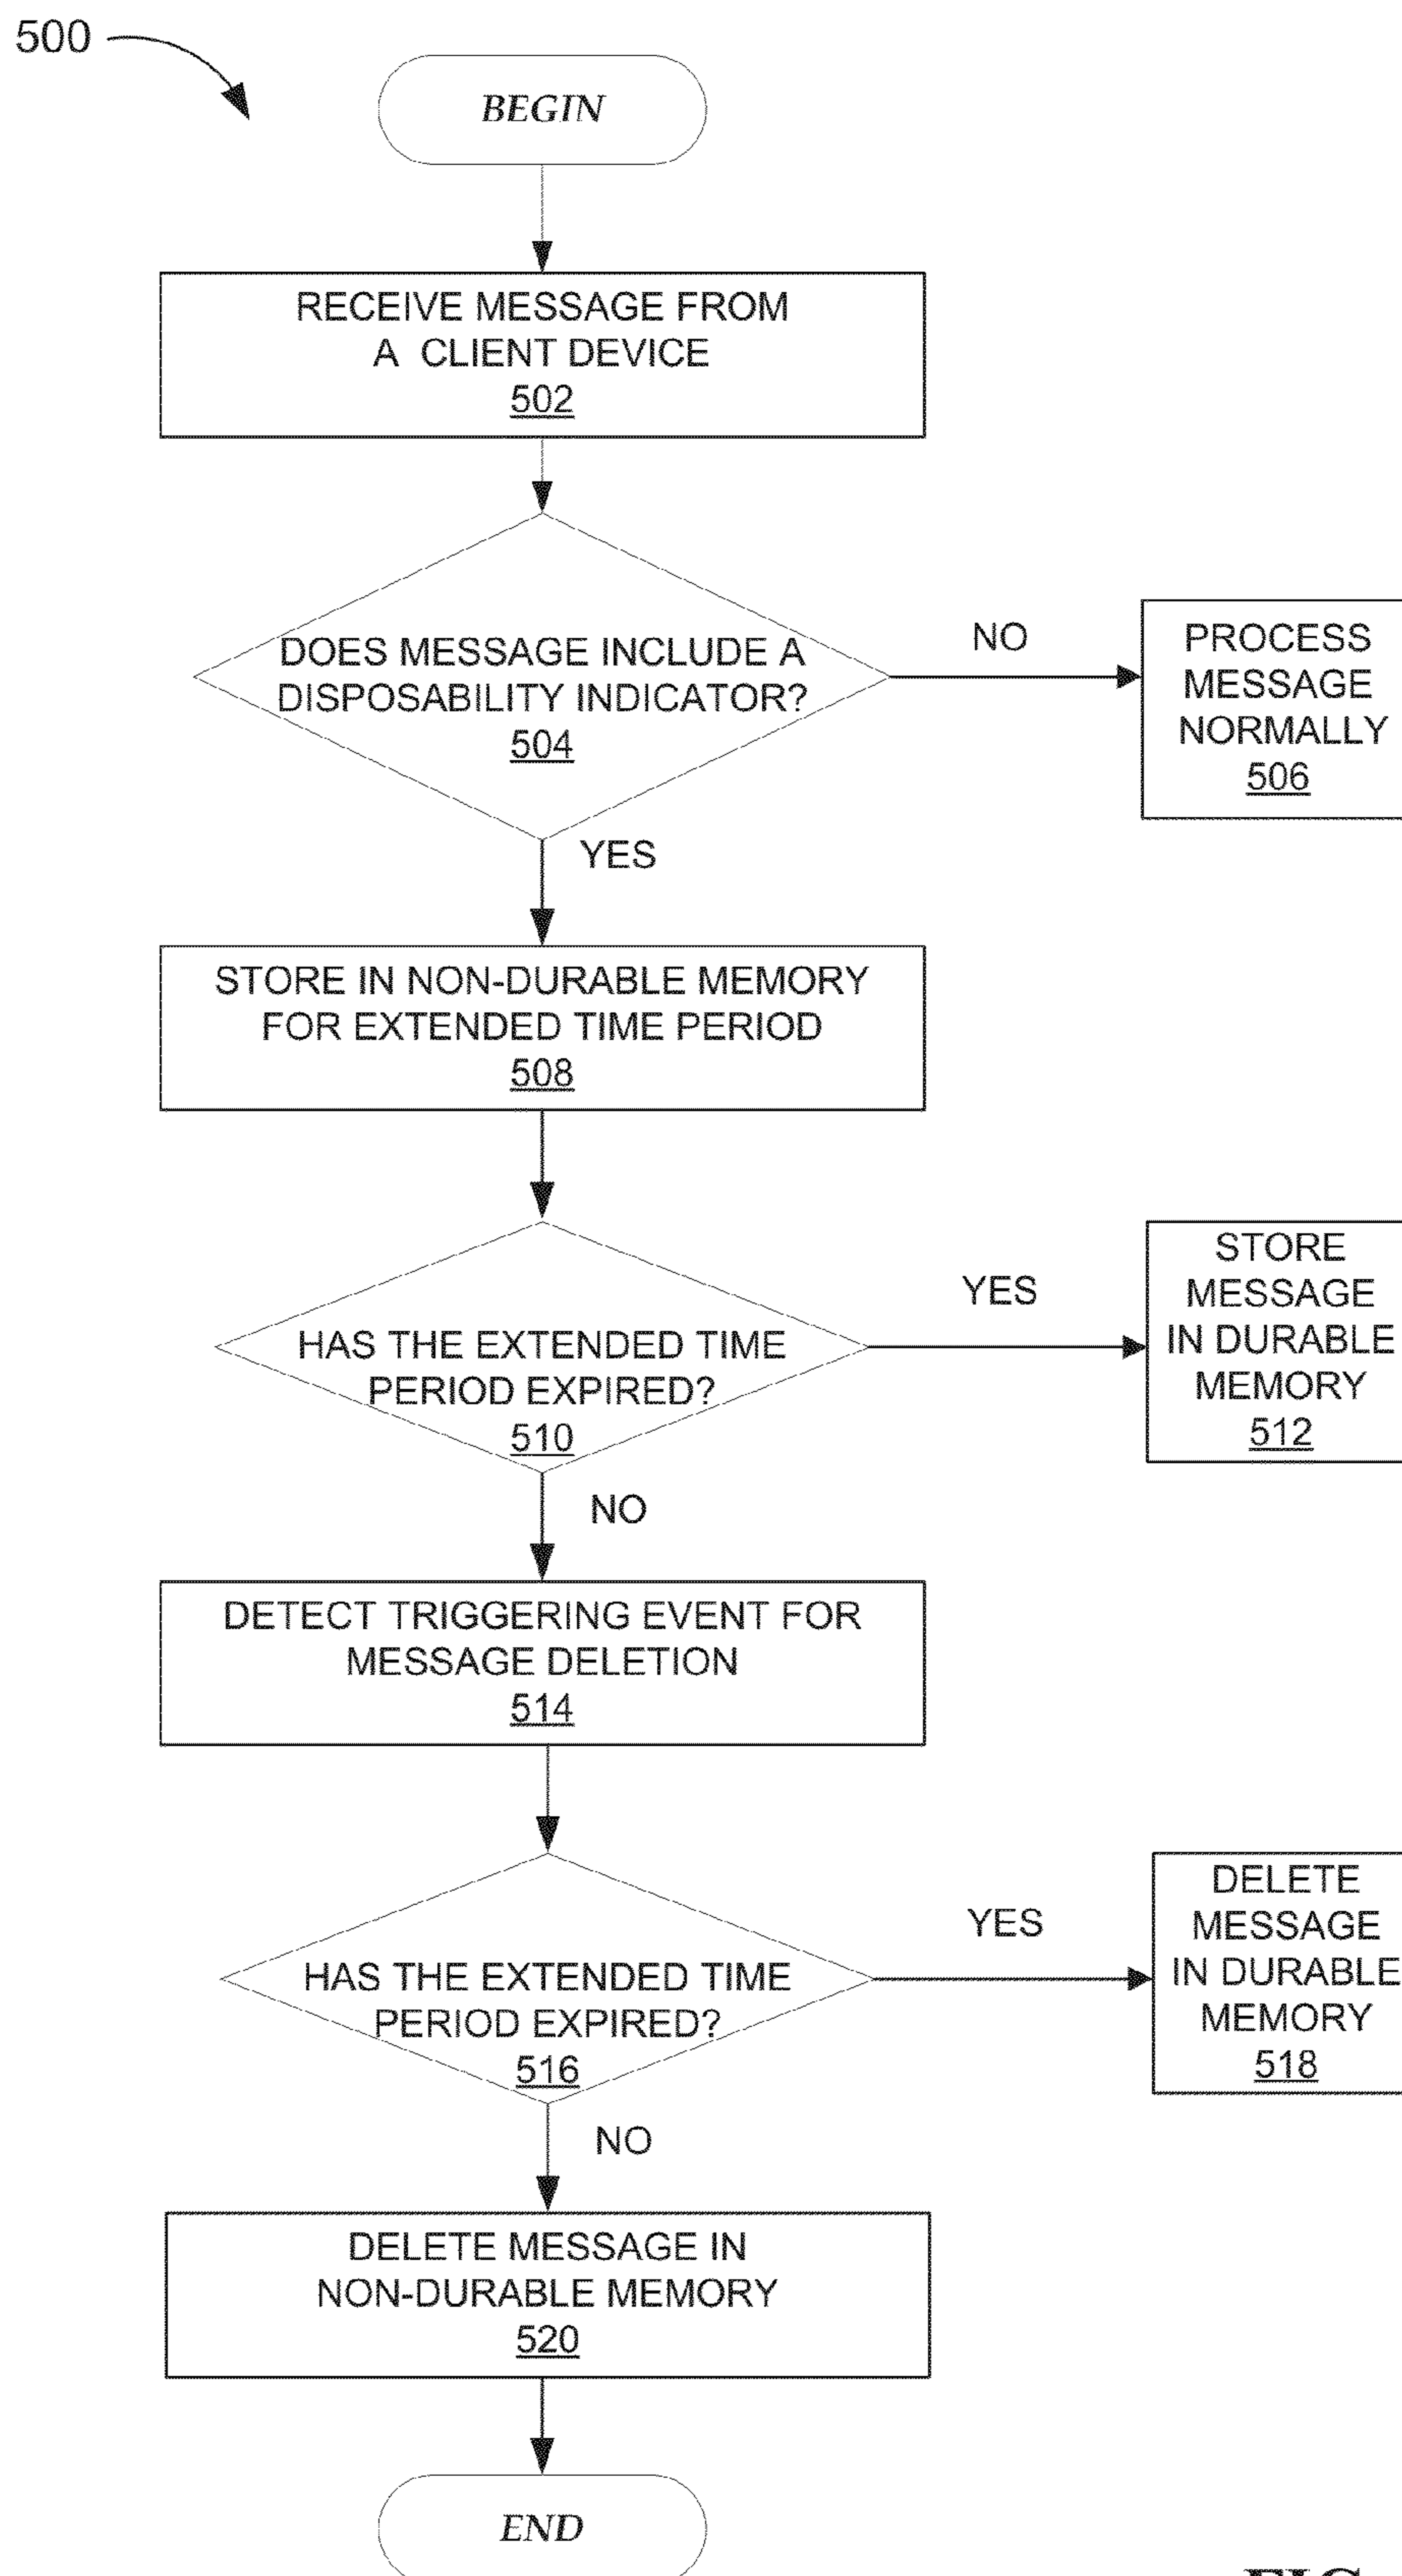 500
BEGIN
RECEIVE MESSAGE FROM
A CLIENT DEVICE
502
DOES MESSAGE INCLUDE A
DISPOSABILITY INDICATOR?
504
NO
PROCESS
MESSAGE
NORMALLY
506
YES
STORE IN NON-DURABLE MEMORY
FOR EXTENDED TIME PERIOD
508
HAS THE EXTENDED TIME
PERIOD EXPIRED?
510
YES
STORE
MESSAGE
IN DURABLE
MEMORY
512
NO
DETECT TRIGGERING EVENT FOR
MESSAGE DELETION
514
HAS THE EXTENDED TIME
PERIOD EXPIRED?
516
YES
DELETE
MESSAGE
IN DURABLE
MEMORY
518
NO
DELETE MESSAGE IN
NON-DURABLE MEMORY
520
END